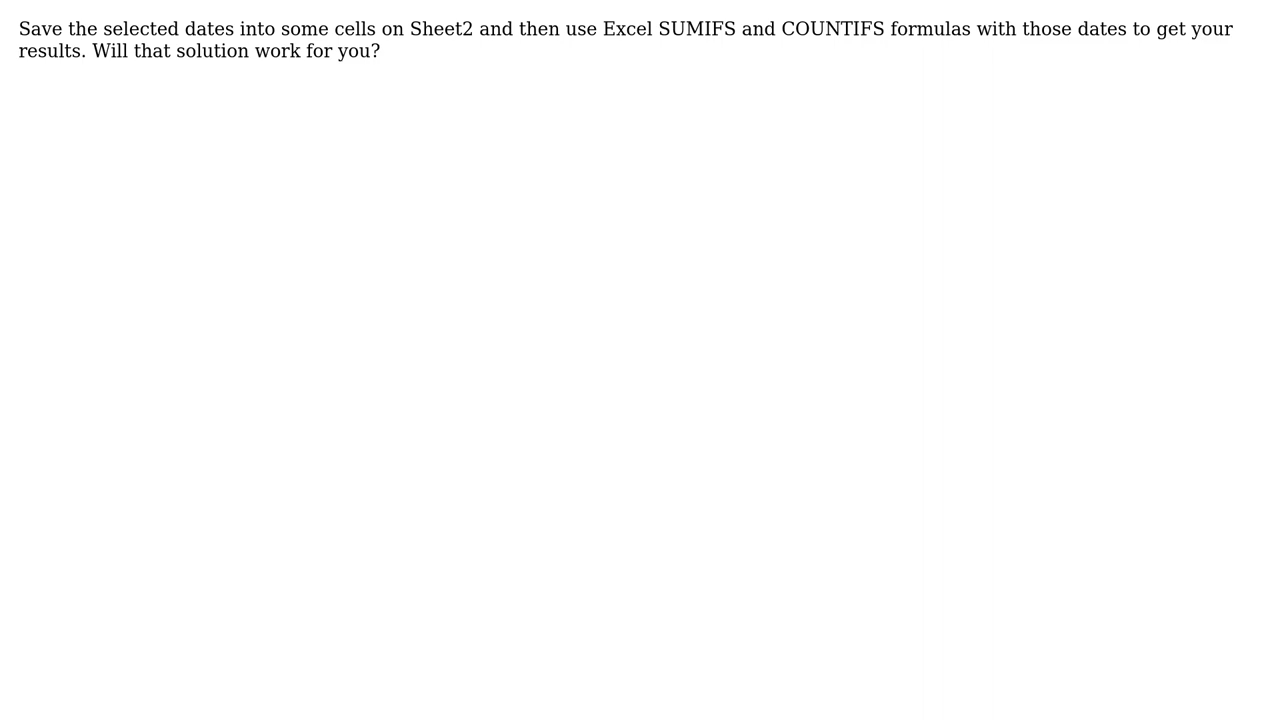 Save the selected dates into some cells on Sheet2 and then use Excel SUMIFS and COUNTIFS formulas with those dates to get your
results. Will that solution work for you?